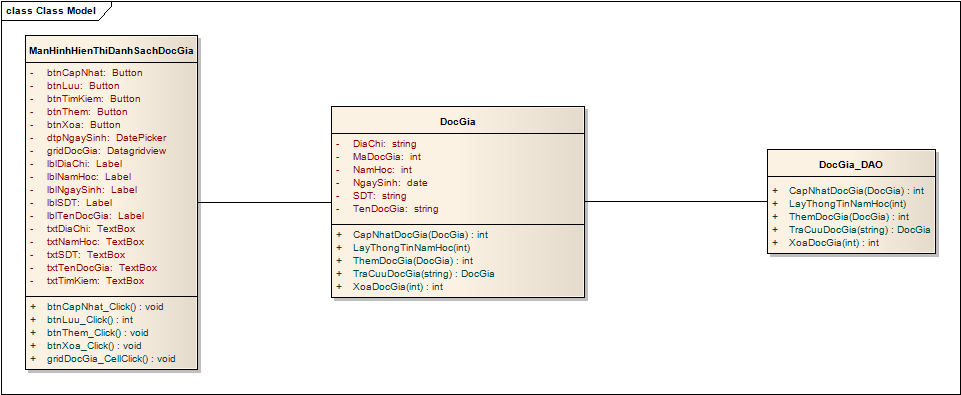 class Class Model
ManHinhHienThiDanhSachDocGia
- btnCapNhat: Button
- btnLuu: Button
- btnTimKiem: Button
- btnThem: Button
- btnXoa: Button
- dtpNgaySinh: DatePicker
- gridDocGia: Datagridview
- lblDiaChi: Label
- lblNamHoc: Label
- lblNgaySinh: Label
- lblSDT: Label
- lblTenDocGia: Label
- txtDiaChi: TextBox
- txtNamHoc: TextBox
- txtSDT: TextBox
- txtTenDocGia: TextBox
- txtTimKiem: TextBox
+ btnCapNhat_Click() : void
+ btnLuu_Click() : int
+ btnThem_Click() : void
+ btnXoa_Click() : void
+ gridDocGia_CellClick() : void
DocGia
- DiaChi: string
- MaDocGia: int
- NamHoc: int
- NgaySinh: date
- SDT: string
- TenDocGia: string
+ CapNhatDocGia(DocGia) : int
+ LayThongTinNamHoc(int)
+ ThemDocGia(DocGia) : int
+ TraCuuDocGia(string) : DocGia
+ XoaDocGia(int) : int
DocGia_DAO
+ CapNhatDocGia(DocGia) : int
+ LayThongTinNamHoc(int)
+ ThemDocGia(DocGia) : int
+ TraCuuDocGia(string) : DocGia
+ XoaDocGia(int) : int